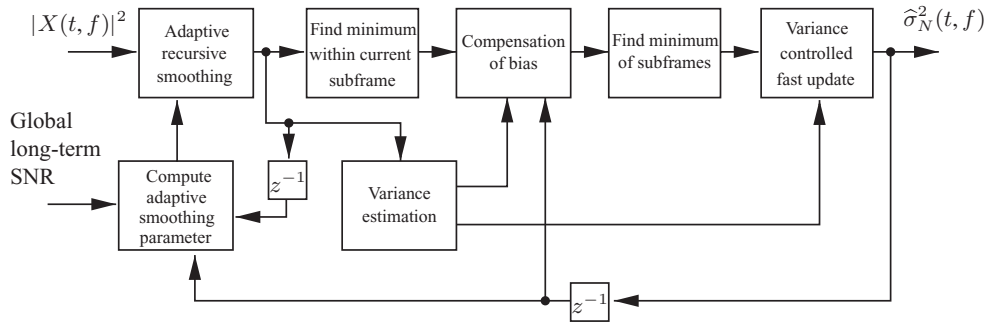 |X(t, f)|²
Adaptive
recursive
smoothing
Find minimum
within current
subframe
Compensation
of bias
Find minimum
of subframes
Variance
controlled
fast update
σ̂²_N(t, f)
Global
long-term
SNR
Compute
adaptive
smoothing
parameter
z⁻¹
Variance
estimation
z⁻¹